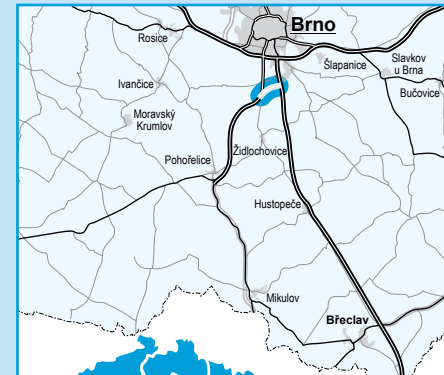 Brno
Rosice
Šlapanice
Slavkov
u Brna
Ivančice
Bučovice
Moravský
Krumlov
Židlochovice
Pohořelice
Hustopeče
Mikulov
Břeclav